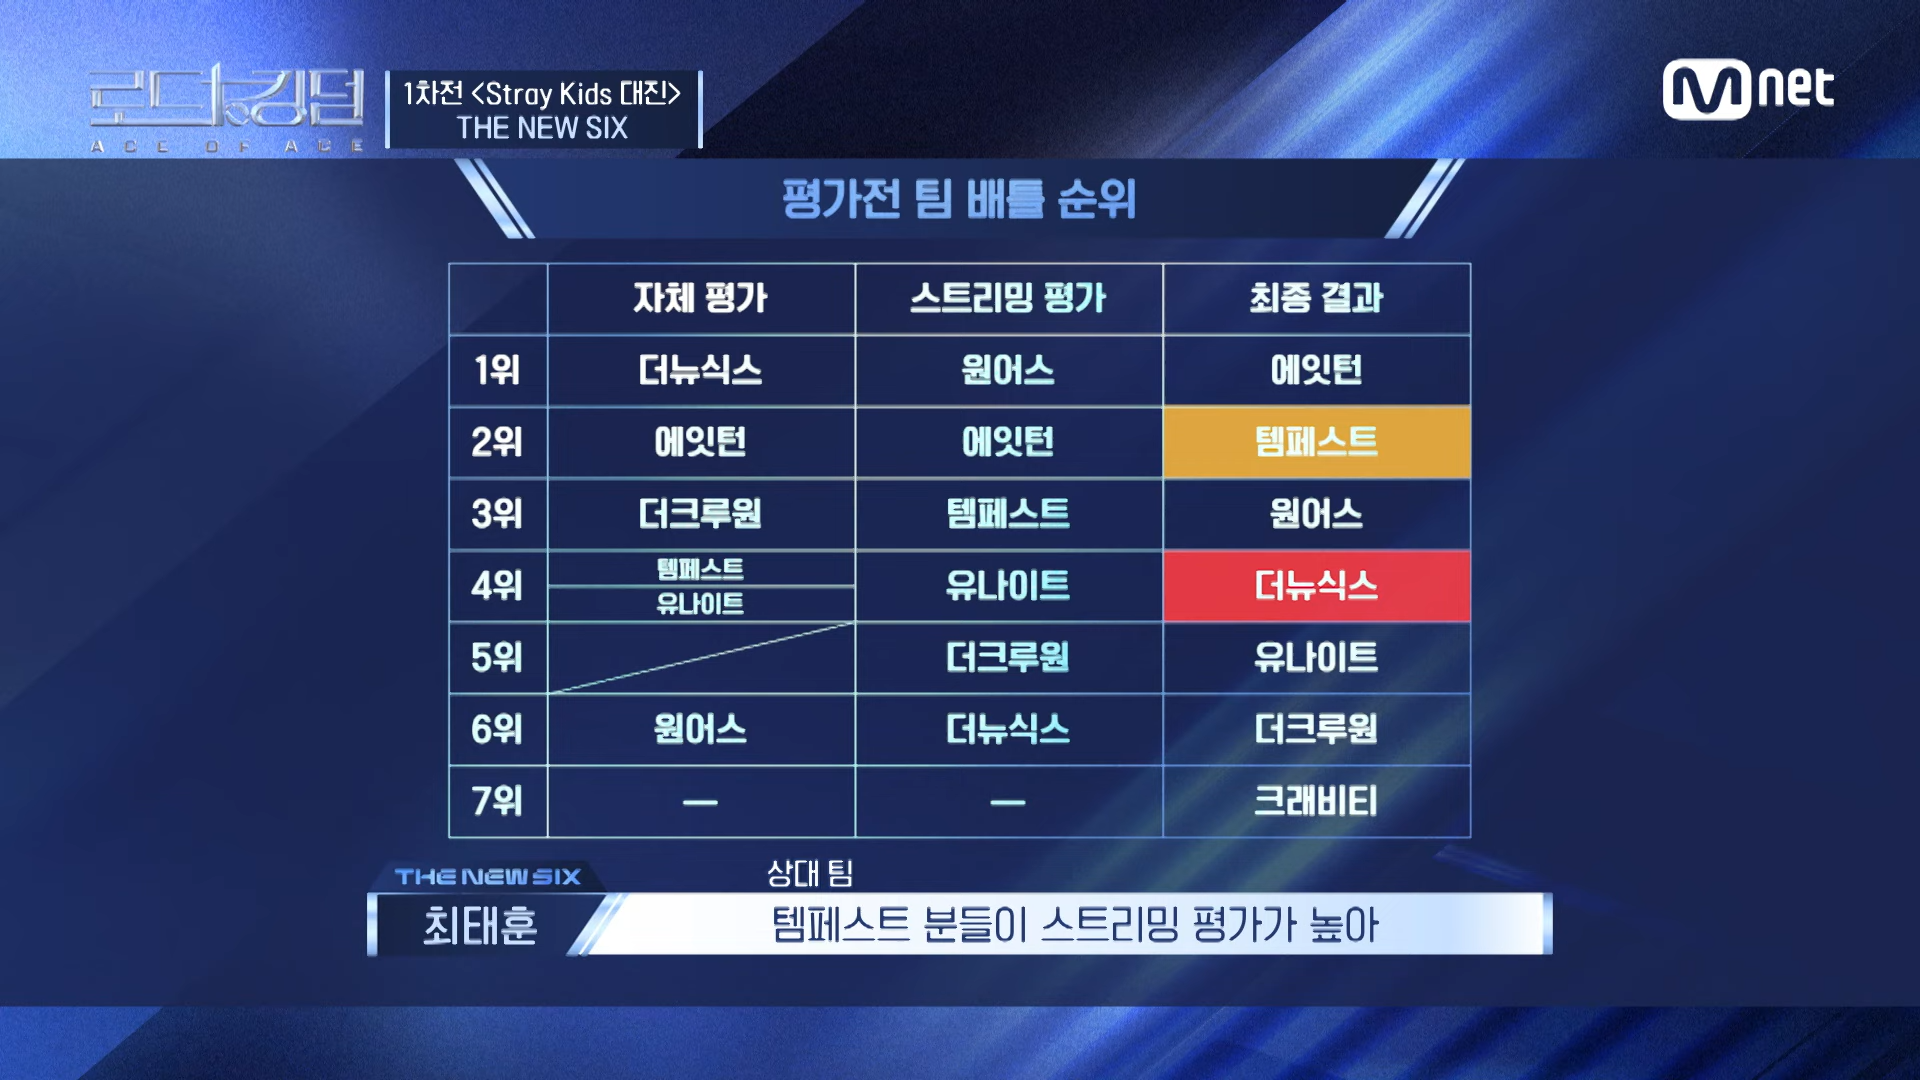 로드 투 킹덤
ACE OF ACE
1차전 <Stray Kids 대진>
THE NEW SIX
Mnet
평가전 팀 배틀 순위
자체 평가 스트리밍 평가 최종 결과
1위 더뉴식스 원어스 에잇턴
2위 에잇턴 에잇턴 템페스트
3위 더크루원 템페스트 원어스
4위 템페스트 유나이트 더뉴식스
유나이트
5위 더크루원 유나이트
6위 원어스 더뉴식스 더크루원
7위 — — 크래비티
THE NEW SIX 상대 팀
최태훈 템페스트 분들이 스트리밍 평가가 높아